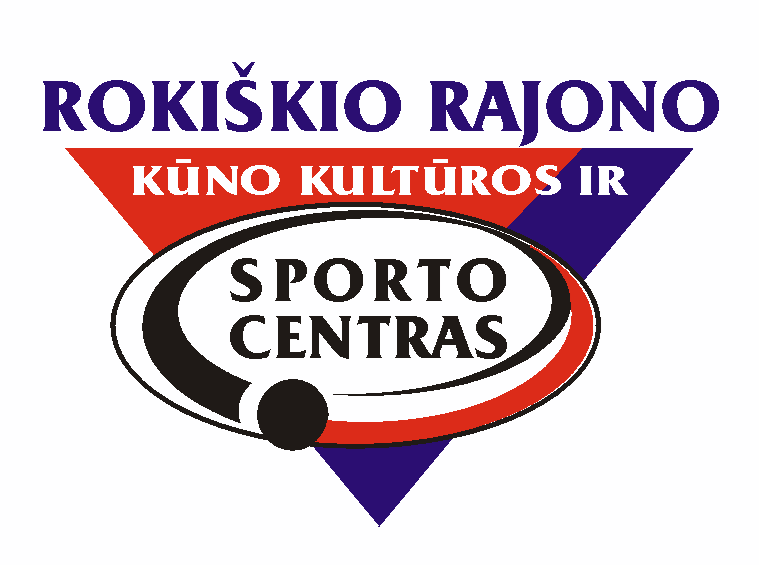 ROKIŠKIO RAJONO
KŪNO KULTŪROS IR
SPORTO
CENTRAS